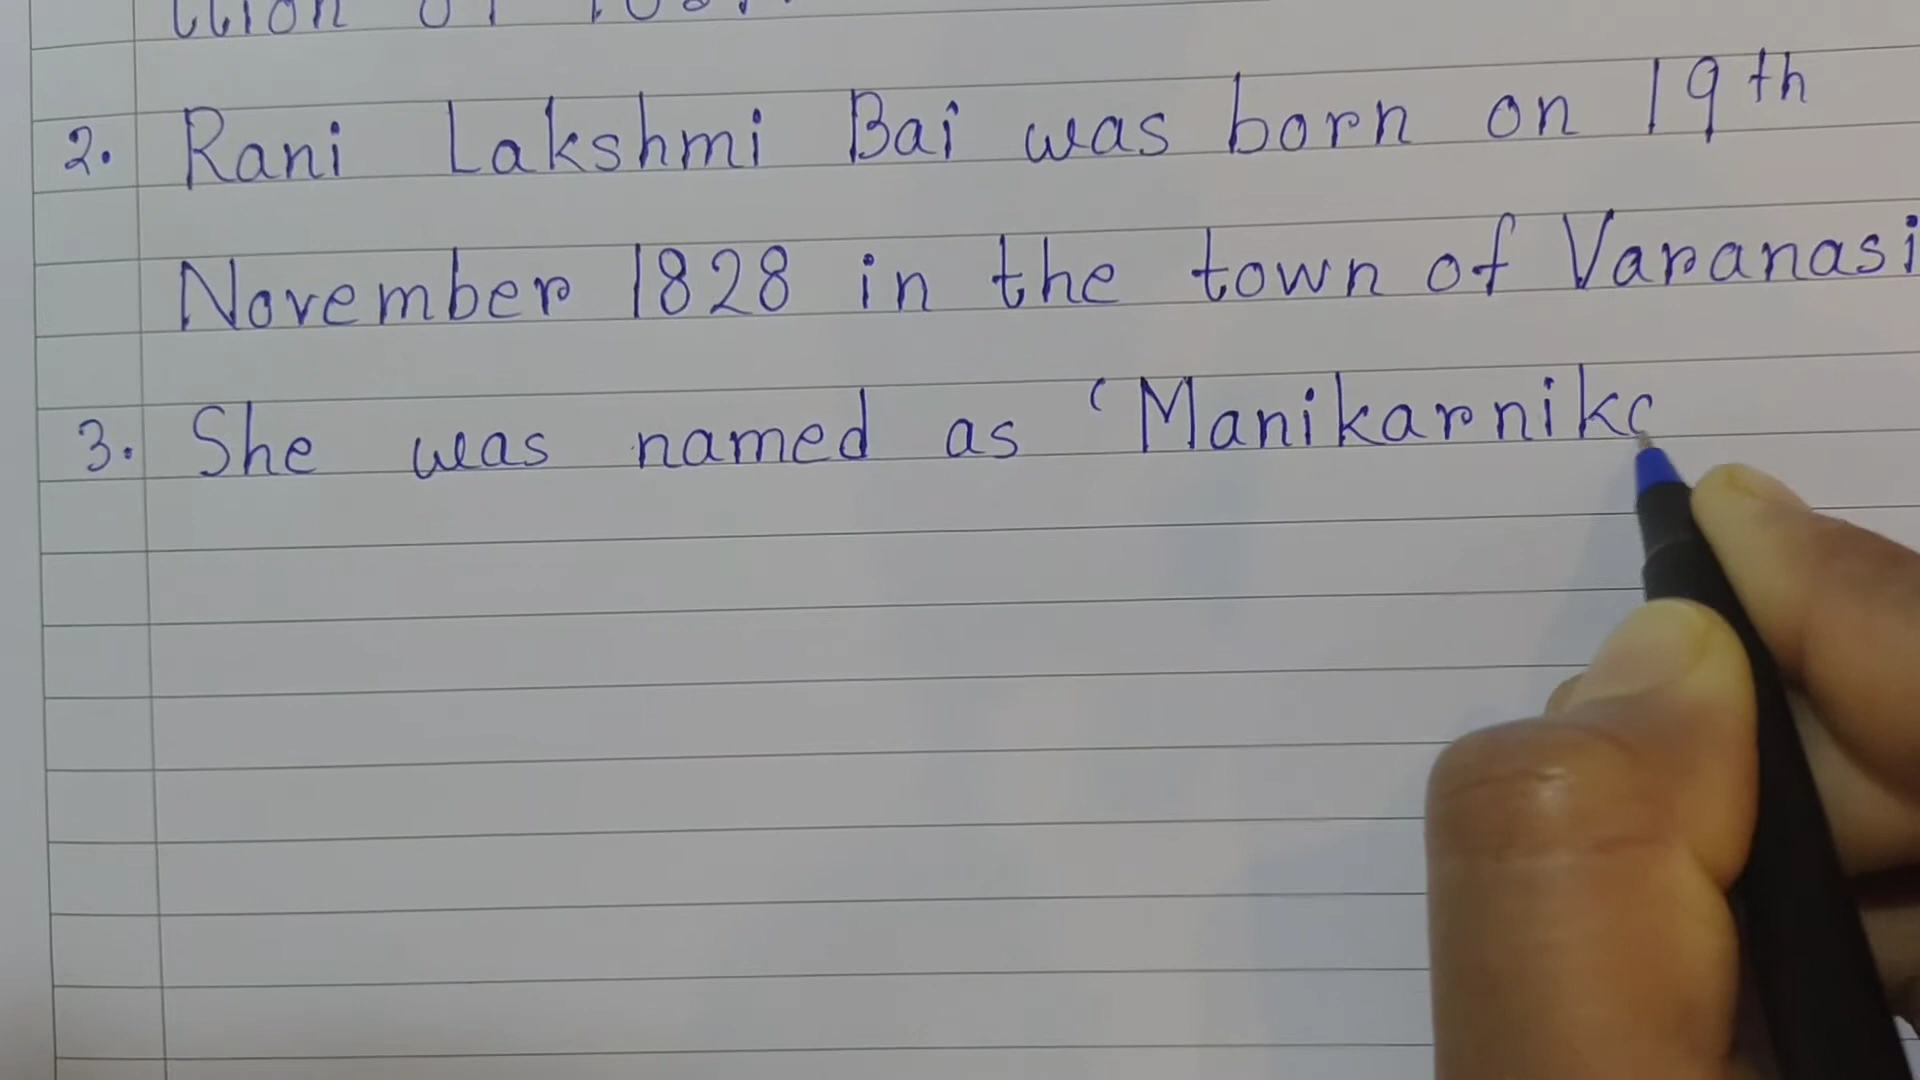 2. Rani Lakshmi Bai was born on 19th
November 1828 in the town of Varanasi
3. She was named as 'Manikarnika